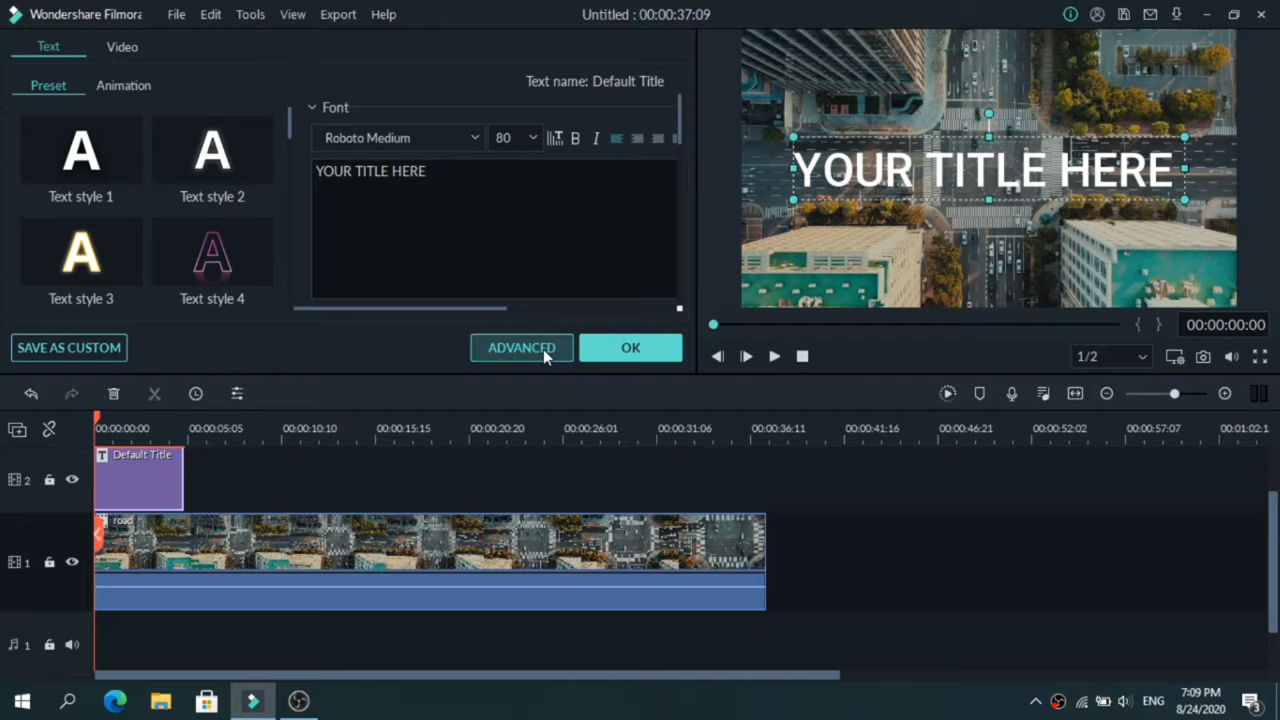 Wondershare Filmora File Edit Tools View Export Help Untitled : 00:00:37:09
Text Video
Preset Animation
Text name: Default Title
Font
Roboto Medium 80 B I
YOUR TITLE HERE
A A
Text style 1 Text style 2
A A
Text style 3 Text style 4
SAVE AS CUSTOM ADVANCED OK
YOUR TITLE HERE
{ } 00:00:00:00
1/2
00:00:00:00 00:00:05:05 00:00:10:10 00:00:15:15 00:00:20:20 00:00:26:01 00:00:31:06 00:00:36:11 00:00:41:16 00:00:46:21 00:00:52:02 00:00:57:07 00:01:02:1
T Default Title
2
road
1
1
ENG
7:09 PM
8/24/2020
3